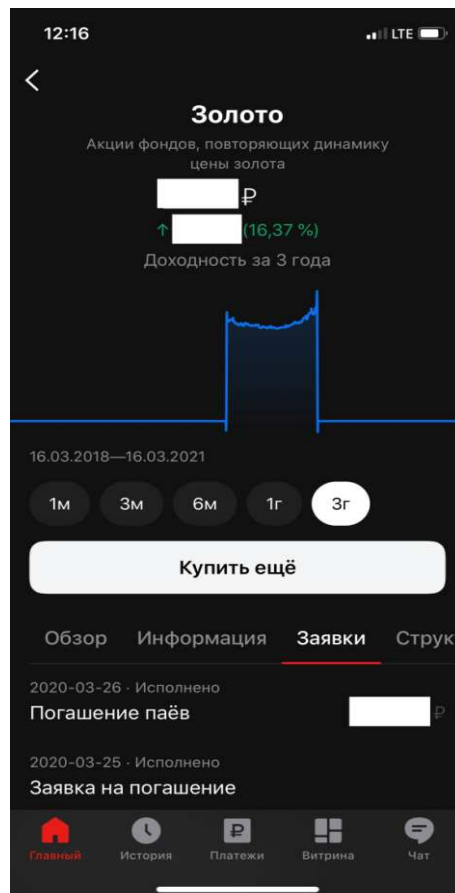 12:16
LTE
Золото
Акции фондов, повторяющих динамику
цены золота
₽
↑ (16,37 %)
Доходность за 3 года
16.03.2018—16.03.2021
1м 3м 6м 1г 3г
Купить ещё
Обзор Информация Заявки Струк
2020-03-26 · Исполнено
Погашение паёв ₽
2020-03-25 · Исполнено
Заявка на погашение
Главный История Платежи Витрина Чат